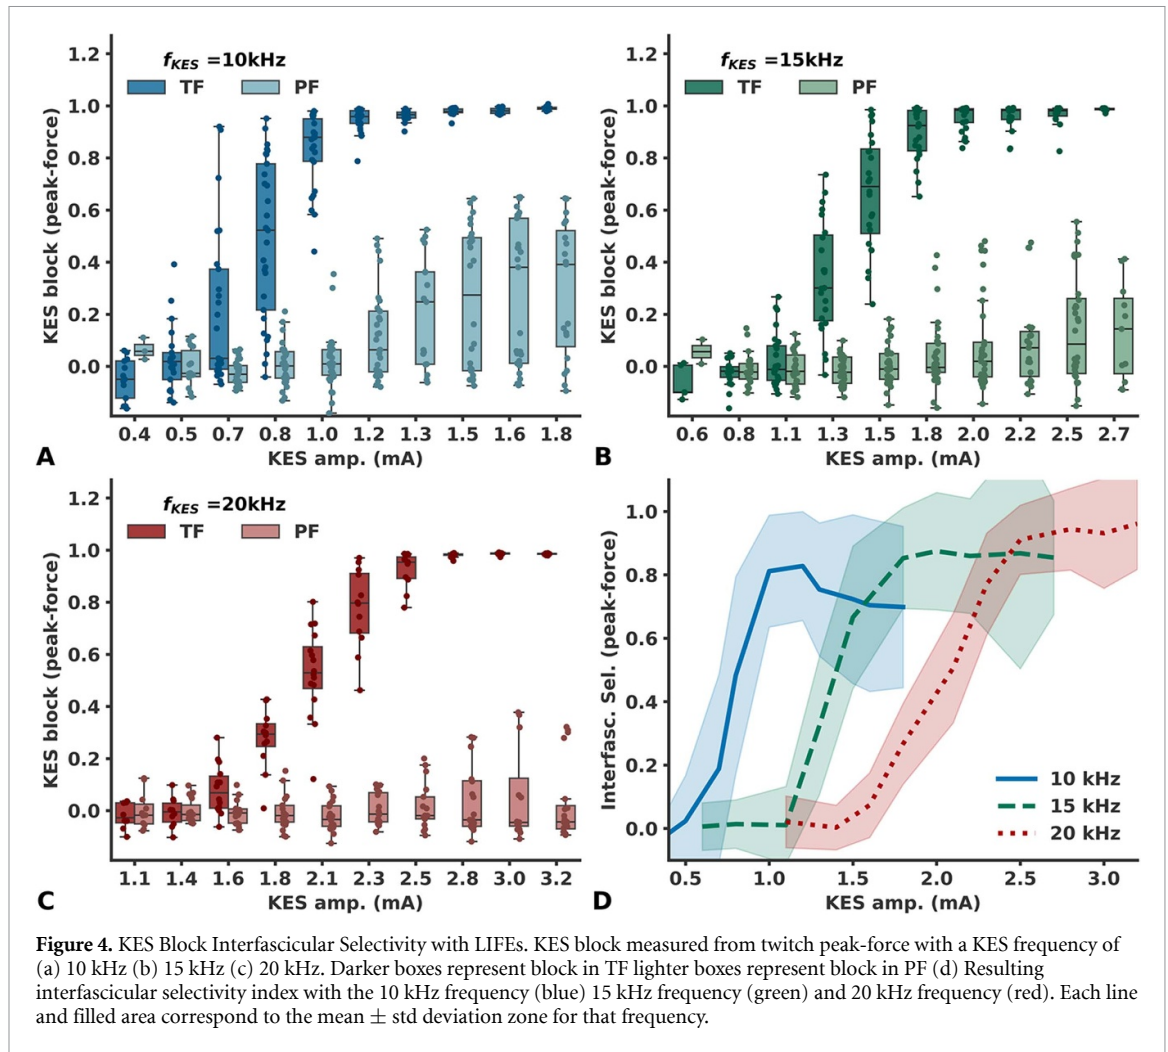 f_KES =10kHz
TF PF
KES block (peak-force)
1.2
1.0
0.8
0.6
0.4
0.2
0.0
0.4 0.5 0.7 0.8 1.0 1.2 1.3 1.5 1.6 1.8
KES amp. (mA)
A
f_KES =15kHz
TF PF
KES block (peak-force)
1.2
1.0
0.8
0.6
0.4
0.2
0.0
0.6 0.8 1.1 1.3 1.5 1.8 2.0 2.2 2.5 2.7
KES amp. (mA)
B
f_KES =20kHz
TF PF
KES block (peak-force)
1.2
1.0
0.8
0.6
0.4
0.2
0.0
1.1 1.4 1.6 1.8 2.1 2.3 2.5 2.8 3.0 3.2
KES amp. (mA)
C
Interfasc. Sel. (peak-force)
1.0
0.8
0.6
0.4
0.2
0.0
10 kHz
15 kHz
20 kHz
0.5 1.0 1.5 2.0 2.5 3.0
KES amp. (mA)
D
Figure 4. KES Block Interfascicular Selectivity with LIFEs. KES block measured from twitch peak-force with a KES frequency of
(a) 10 kHz (b) 15 kHz (c) 20 kHz. Darker boxes represent block in TF lighter boxes represent block in PF (d) Resulting
interfascicular selectivity index with the 10 kHz frequency (blue) 15 kHz frequency (green) and 20 kHz frequency (red). Each line
and filled area correspond to the mean ± std deviation zone for that frequency.